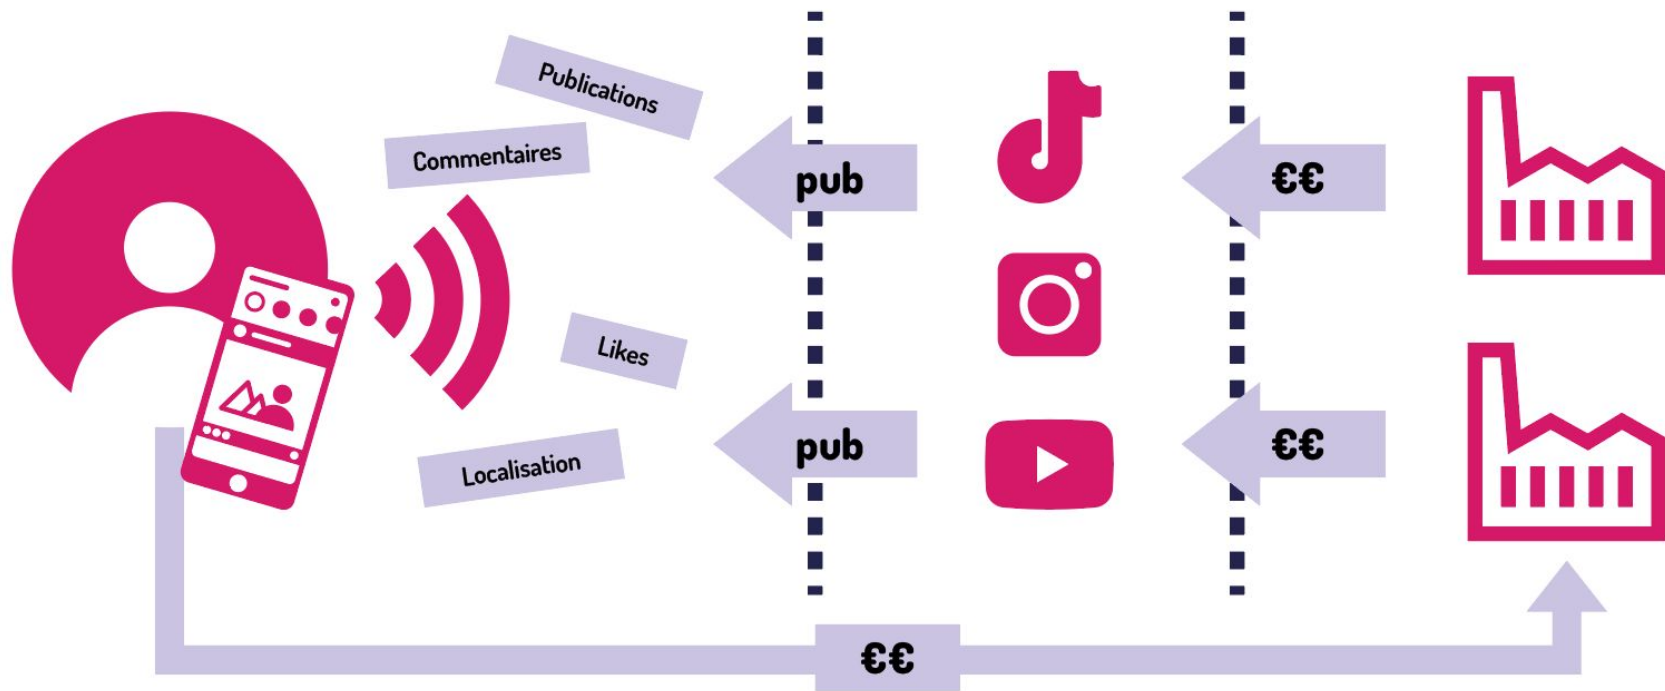 Publications
Commentaires
pub
€€
Likes
pub
€€
Localisation
€€